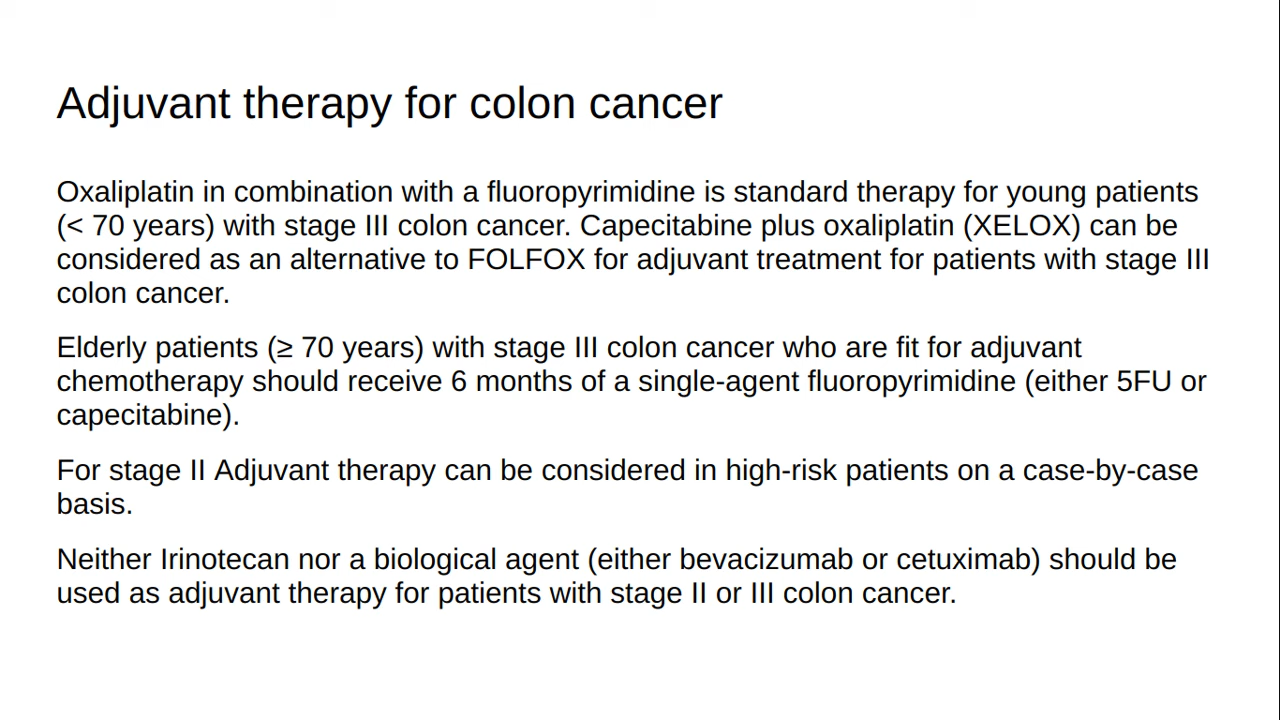 Adjuvant therapy for colon cancer
Oxaliplatin in combination with a fluoropyrimidine is standard therapy for young patients
(< 70 years) with stage III colon cancer. Capecitabine plus oxaliplatin (XELOX) can be
considered as an alternative to FOLFOX for adjuvant treatment for patients with stage III
colon cancer.
Elderly patients (≥ 70 years) with stage III colon cancer who are fit for adjuvant
chemotherapy should receive 6 months of a single-agent fluoropyrimidine (either 5FU or
capecitabine).
For stage II Adjuvant therapy can be considered in high-risk patients on a case-by-case
basis.
Neither Irinotecan nor a biological agent (either bevacizumab or cetuximab) should be
used as adjuvant therapy for patients with stage II or III colon cancer.